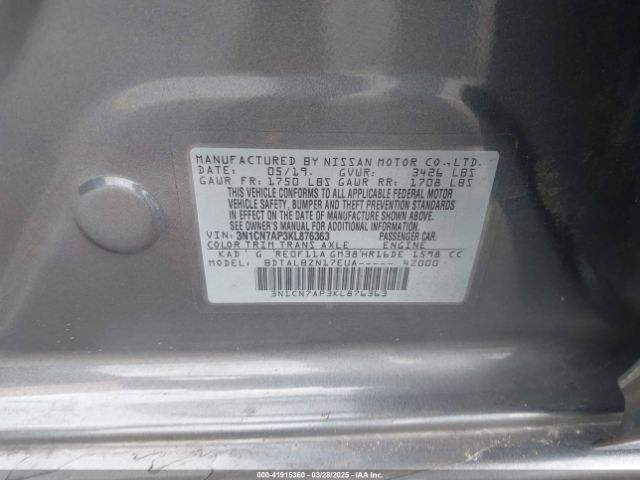 MANUFACTURED BY NISSAN MOTOR CO., LTD.
DATE: 05/19. GVWR: 3426 LBS
GAWR FR: 1750 LBS GAWR RR: 1708 LBS
THIS VEHICLE CONFORMS TO ALL APPLICABLE FEDERAL MOTOR
VEHICLE SAFETY, BUMPER AND THEFT PREVENTION STANDARDS
IN EFFECT ON THE DATE OF MANUFACTURE SHOWN ABOVE.
SEE OWNER'S MANUAL FOR ADDITIONAL INFORMATION
VIN: 3N1CN7AP3KL876363 PASSENGER CAR.
COLOR TRIM TRANS AXLE ENGINE
KAD G RE0F11A GM38 HR16DE 1598 CC
MODEL: BDTALBZN17EUA----- 4Z000
3N1CN7AP3KL876363
000-41915360 - 03/28/2025 - IAAI.COM